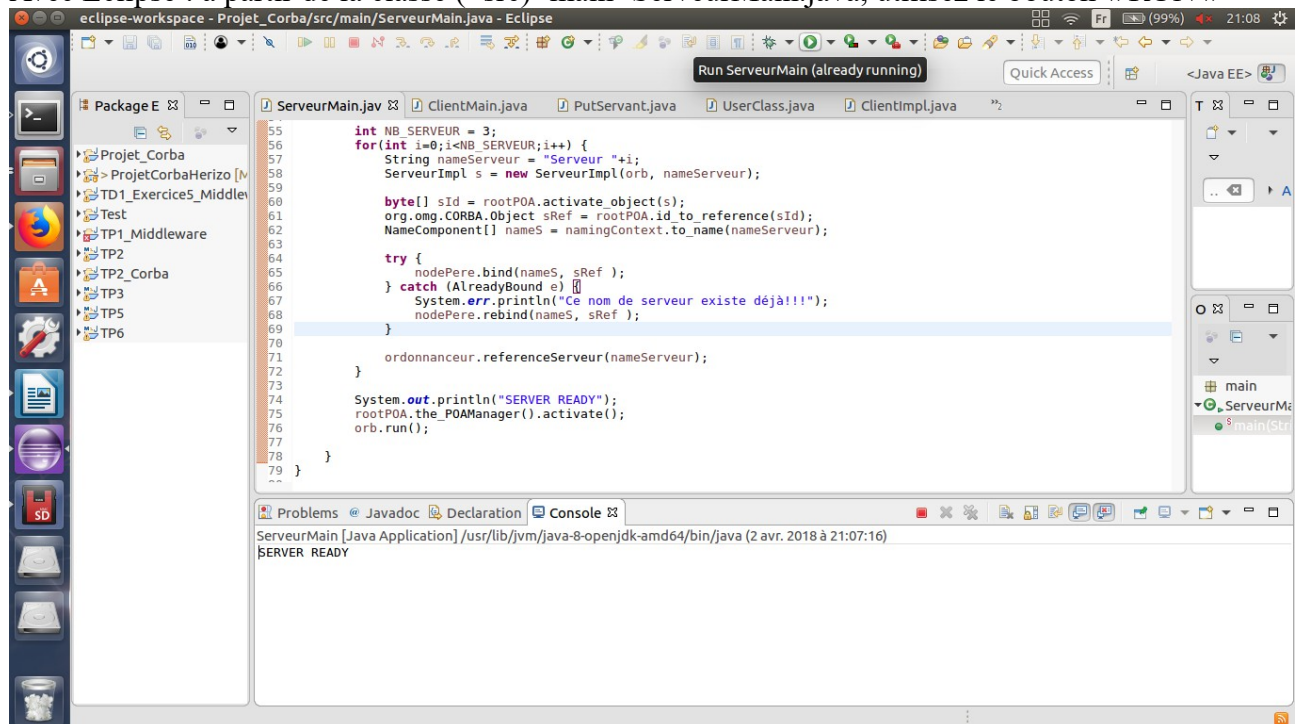 eclipse-workspace - Projet_Corba/src/main/ServeurMain.java - Eclipse
Fr (99%) 21:08
Run ServeurMain (already running)
Quick Access
<Java EE>
Package E
ServeurMain.jav ClientMain.java PutServant.java UserClass.java ClientImpl.java 2
T
Projet_Corba
> ProjetCorbaHerizo [M
TD1_Exercice5_Middlew
Test
TP1_Middleware
TP2
TP2_Corba
TP3
TP5
TP6
55 int NB_SERVEUR = 3;
56 for(int i=0;i<NB_SERVEUR;i++) {
57 String nameServeur = "Serveur "+i;
58 ServeurImpl s = new ServeurImpl(orb, nameServeur);
59
60 byte[] sId = rootPOA.activate_object(s);
61 org.omg.CORBA.Object sRef = rootPOA.id_to_reference(sId);
62 NameComponent[] nameS = namingContext.to_name(nameServeur);
63
64 try {
65 nodePere.bind(nameS, sRef );
66 } catch (AlreadyBound e) {
67 System.err.println("Ce nom de serveur existe déjà!!!");
68 nodePere.rebind(nameS, sRef );
69 }
70
71 ordonnanceur.referenceServeur(nameServeur);
72 }
73
74 System.out.println("SERVER READY");
75 rootPOA.the_POAManager().activate();
76 orb.run();
77
78 }
79 }
.. A
O
main
ServeurMa
S main(Stri
Problems @ Javadoc Declaration Console
ServeurMain [Java Application] /usr/lib/jvm/java-8-openjdk-amd64/bin/java (2 avr. 2018 à 21:07:16)
SERVER READY
SD